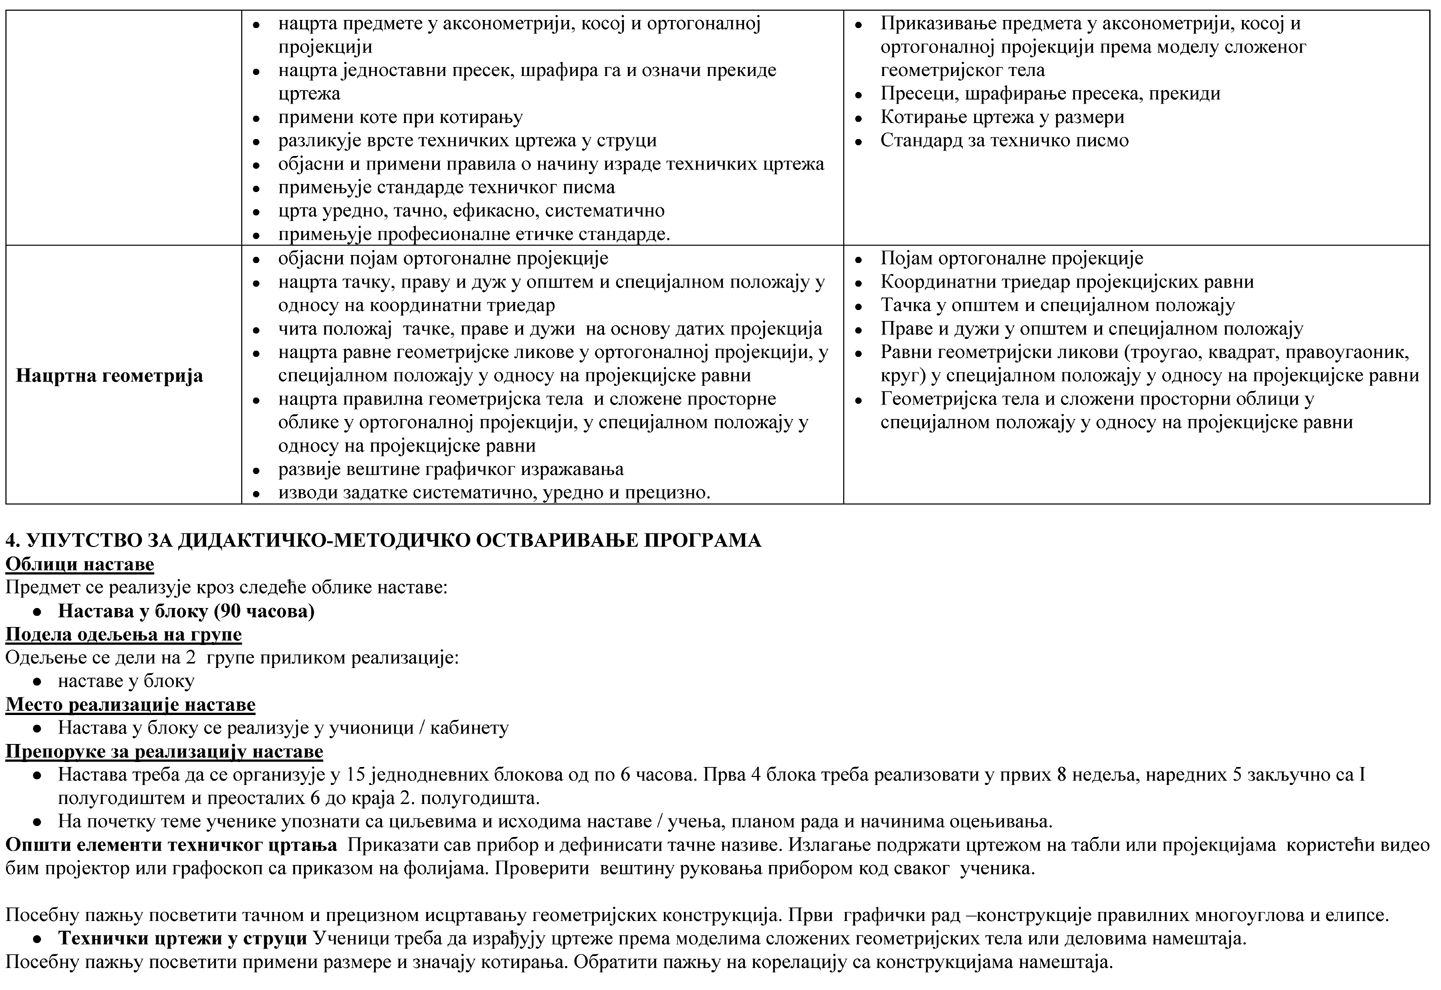 • нацрта предмете у аксонометрији, косој и ортогоналној
пројекцији
• нацрта једноставни пресек, шрафира га и означи прекиде
цртежа
• примени коте при котирању
• разликује врсте техничких цртежа у струци
• објасни и примени правила о начину израде техничких цртежа
• примењује стандарде техничког писма
• црта уредно, тачно, ефикасно, систематично
• примењује професионалне етичке стандарде.
• Приказивање предмета у аксонометрији, косој и
ортогоналној пројекцији према моделу сложеног
геометријског тела
• Пресеци, шрафирање пресека, прекиди
• Котирање цртежа у размери
• Стандард за техничко писмо
Нацртна геометрија
• објасни појам ортогоналне пројекције
• нацрта тачку, праву и дуж у општем и специјалном положају у
односу на координатни триедар
• чита положај  тачке, праве и дужи  на основу датих пројекција
• нацрта равне геометријске ликове у ортогоналној пројекцији, у
специјалном положају у односу на пројекцијске равни
• нацрта правилна геометријска тела  и сложене просторне
облике у ортогоналној пројекцији, у специјалном положају у
односу на пројекцијске равни
• развије вештине графичког изражавања
• изводи задатке систематично, уредно и прецизно.
• Појам ортогоналне пројекције
• Координатни триедар пројекцијских равни
• Тачка у општем и специјалном положају
• Праве и дужи у општем и специјалном положају
• Равни геометријски ликови (троугао, квадрат, правоугаоник,
круг) у специјалном положају у односу на пројекцијске равни
• Геометријска тела и сложени просторни облици у
специјалном положају у односу на пројекцијске равни
4. УПУТСТВО ЗА ДИДАКТИЧКО-МЕТОДИЧКО ОСТВАРИВАЊЕ ПРОГРАМА
Облици наставе
Предмет се реализује кроз следеће облике наставе:
• Настава у блоку (90 часова)
Подела одељења на групе
Одељење се дели на 2  групе приликом реализације:
• наставе у блоку
Место реализације наставе
• Настава у блоку се реализује у учионици / кабинету
Препоруке за реализацију наставе
• Настава треба да се организује у 15 једнодневних блокова од по 6 часова. Прва 4 блока треба реализовати у првих 8 недеља, наредних 5 закључно са I
полугодиштем и преосталих 6 до краја 2. полугодишта.
• На почетку теме ученике упознати са циљевима и исходима наставе / учења, планом рада и начинима оцењивања.
Општи елементи техничког цртања  Приказати сав прибор и дефинисати тачне називе. Излагање подржати цртежом на табли или пројекцијама  користећи видео
бим пројектор или графоскоп са приказом на фолијама. Проверити  вештину руковања прибором код сваког  ученика.
Посебну пажњу посветити тачном и прецизном исцртавању геометријских конструкција. Први  графички рад –конструкције правилних многоуглова и елипсе.
• Технички цртежи у струци Ученици треба да израђују цртеже према моделима сложених геометријских тела или деловима намештаја.
Посебну пажњу посветити примени размере и значају котирања. Обратити пажњу на корелацију са конструкцијама намештаја.